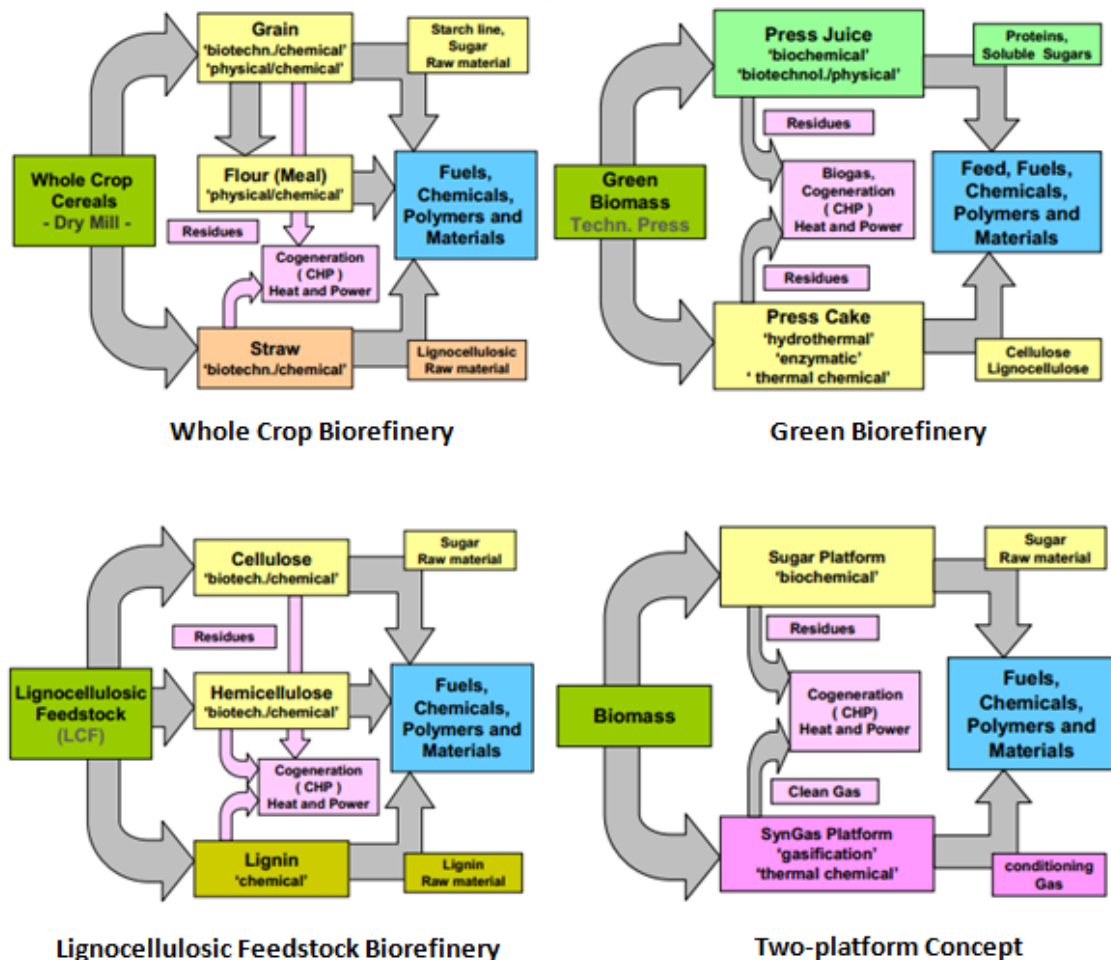 Grain
‘biotechn./chemical’
‘physical/chemical’
Starch line,
Sugar
Raw material
Whole Crop
Cereals
- Dry Mill -
Flour (Meal)
‘physical/chemical’
Fuels,
Chemicals,
Polymers and
Materials
Residues
Cogeneration
( CHP )
Heat and Power
Straw
‘biotechn./chemical’
Lignocellulosic
Raw material
Whole Crop Biorefinery
Press Juice
‘biochemical’
‘biotechnol./physical’
Proteins,
Soluble Sugars
Residues
Green
Biomass
Techn. Press
Biogas,
Cogeneration
( CHP )
Heat and Power
Feed, Fuels,
Chemicals,
Polymers and
Materials
Residues
Press Cake
‘hydrothermal’
‘enzymatic’
‘ thermal chemical’
Cellulose
Lignocellulose
Green Biorefinery
Cellulose
‘biotech./chemical’
Sugar
Raw material
Residues
Lignocellulosic
Feedstock
(LCF)
Hemicellulose
‘biotech./chemical’
Fuels,
Chemicals,
Polymers and
Materials
Cogeneration
( CHP )
Heat and Power
Lignin
‘chemical’
Lignin
Raw material
Lignocellulosic Feedstock Biorefinery
Sugar Platform
‘biochemical’
Sugar
Raw material
Residues
Biomass
Cogeneration
( CHP)
Heat and Power
Fuels,
Chemicals,
Polymers and
Materials
Clean Gas
SynGas Platform
‘gasification’
‘thermal chemical’
conditioning
Gas
Two-platform Concept